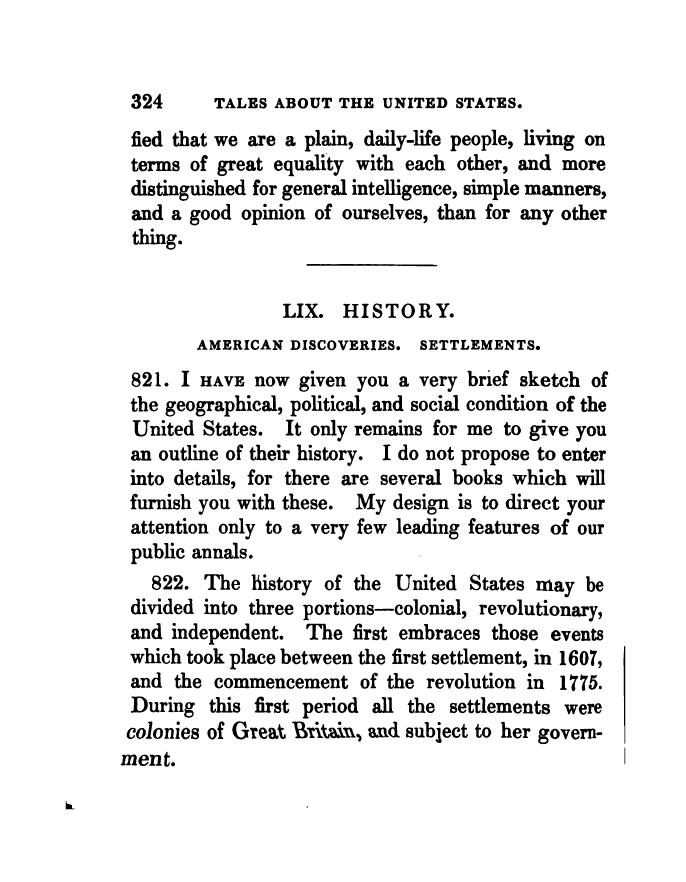 324 TALES ABOUT THE UNITED STATES.
fied that we are a plain, daily-life people, living on
terms of great equality with each other, and more
distinguished for general intelligence, simple manners,
and a good opinion of ourselves, than for any other
thing.
LIX. HISTORY.
AMERICAN DISCOVERIES. SETTLEMENTS.
821. I HAVE now given you a very brief sketch of
the geographical, political, and social condition of the
United States. It only remains for me to give you
an outline of their history. I do not propose to enter
into details, for there are several books which will
furnish you with these. My design is to direct your
attention only to a very few leading features of our
public annals.
822. The history of the United States may be
divided into three portions—colonial, revolutionary,
and independent. The first embraces those events
which took place between the first settlement, in 1607,
and the commencement of the revolution in 1775.
During this first period all the settlements were
colonies of Great Britain, and subject to her govern-
ment.